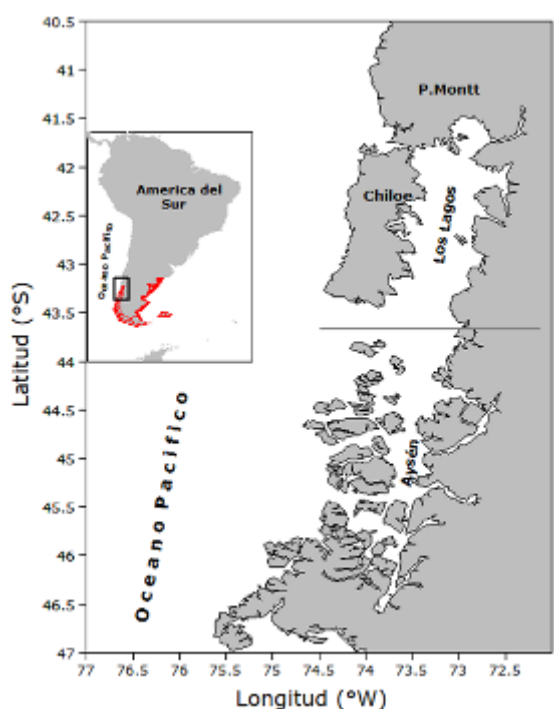 40.5
41
41.5
42
42.5
43
43.5
44
44.5
45
45.5
46
46.5
47
Latitud (°S)
P.Montt
Chiloe
Los Lagos
America del
Sur
Oceano Pacifico
Oceano Pacifico
Aysén
77
76.5
76
75.5
75
74.5
74
73.5
73
72.5
Longitud (°W)